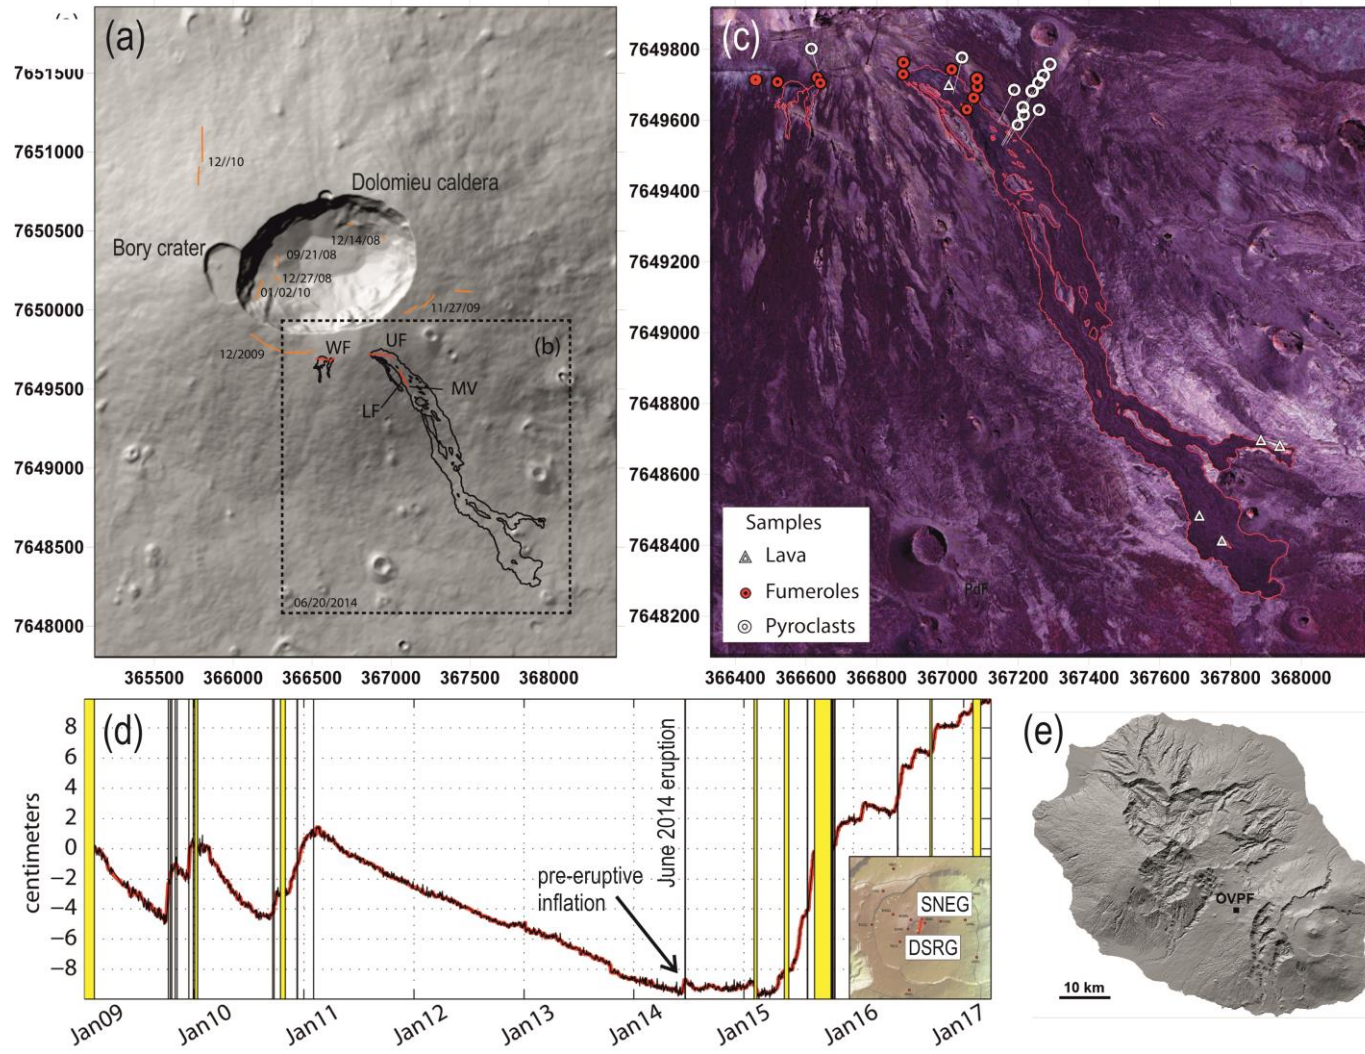 (a)
7651500
7651000
7650500
7650000
7649500
7649000
7648500
7648000
12//10
Dolomieu caldera
Bory crater
12/14/08
09/21/08
12/27/08
01/02/10
11/27/09
12/2009
WF
UF
(b)
MV
LF
06/20/2014
365500 366000 366500 367000 367500 368000
(c)
7649800
7649600
7649400
7649200
7649000
7648800
7648600
7648400
7648200
Samples
Lava
Fumeroles
Pyroclasts
PdF
366400 366600 366800 367000 367200 367400 367600 367800 368000
(d)
centimeters
8
6
4
2
0
−2
−4
−6
−8
pre-eruptive
inflation
June 2014 eruption
SNEG
DSRG
Jan09 Jan10 Jan11 Jan12 Jan13 Jan14 Jan15 Jan16 Jan17
(e)
OVPF
10 km